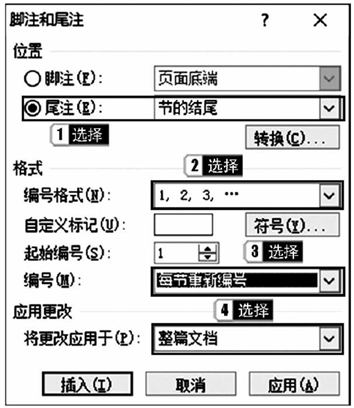 脚注和尾注 ? ×
位置
脚注(F): 页面底端
尾注(E): 节的结尾
1 选择
转换(C)...
格式
2 选择
编号格式(N): 1, 2, 3, …
自定义标记(U): 符号(Y)...
起始编号(S): 1
3 选择
编号(M): 每节重新编号
应用更改
4 选择
将更改应用于(P): 整篇文档
插入(I) 取消 应用(A)